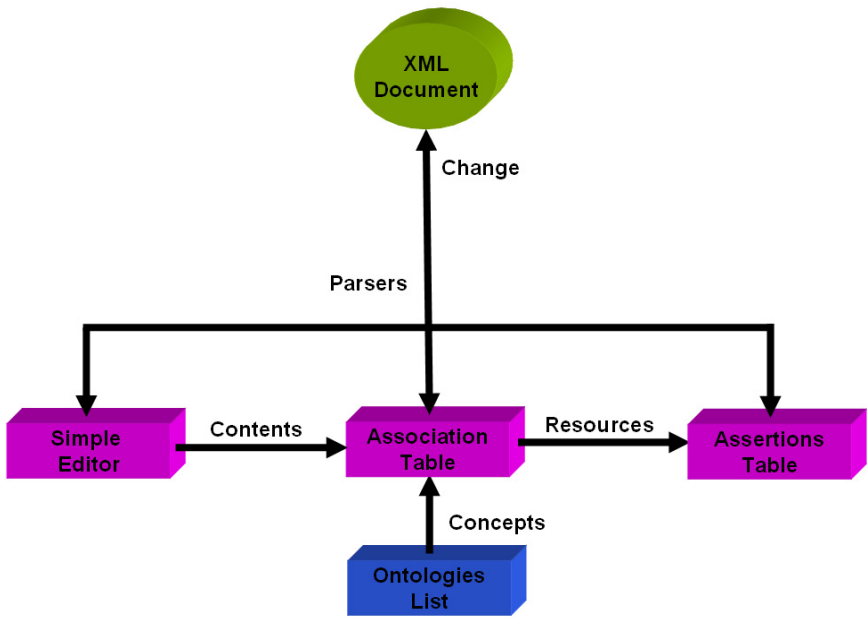 XML
Document
Change
Parsers
Simple
Editor
Contents
Association
Table
Resources
Assertions
Table
Concepts
Ontologies
List